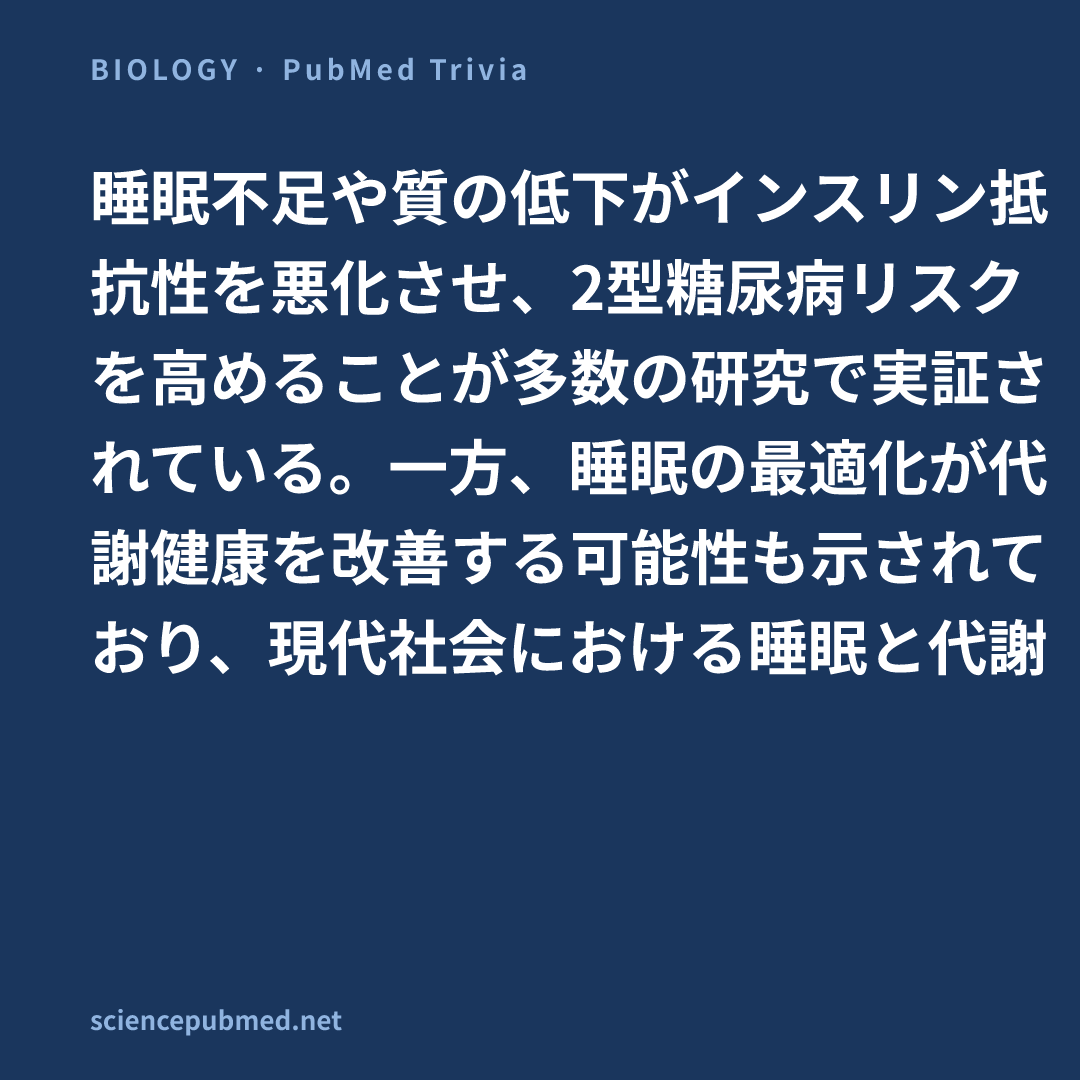 BIOLOGY · PubMed Trivia
睡眠不足や質の低下がインスリン抵
抗性を悪化させ、2型糖尿病リスク
を高めることが多数の研究で実証さ
れている。一方、睡眠の最適化が代
謝健康を改善する可能性も示されて
おり、現代社会における睡眠と代謝
sciencepubmed.net